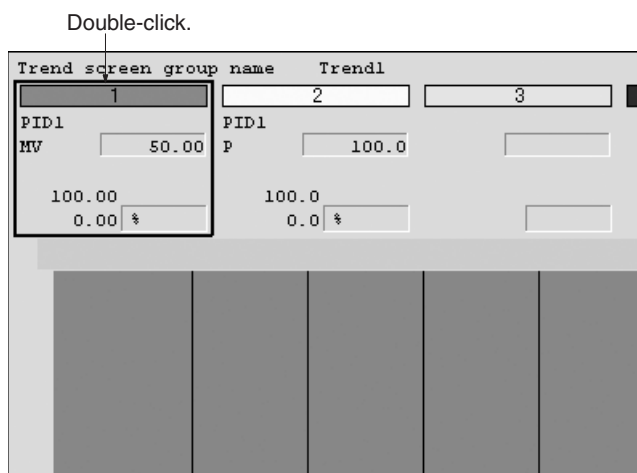 Double-click.
Trend screen group name Trend1
1 2 3
PID1 PID1
MV 50.00 P 100.0
100.00 100.0
0.00 % 0.0 %